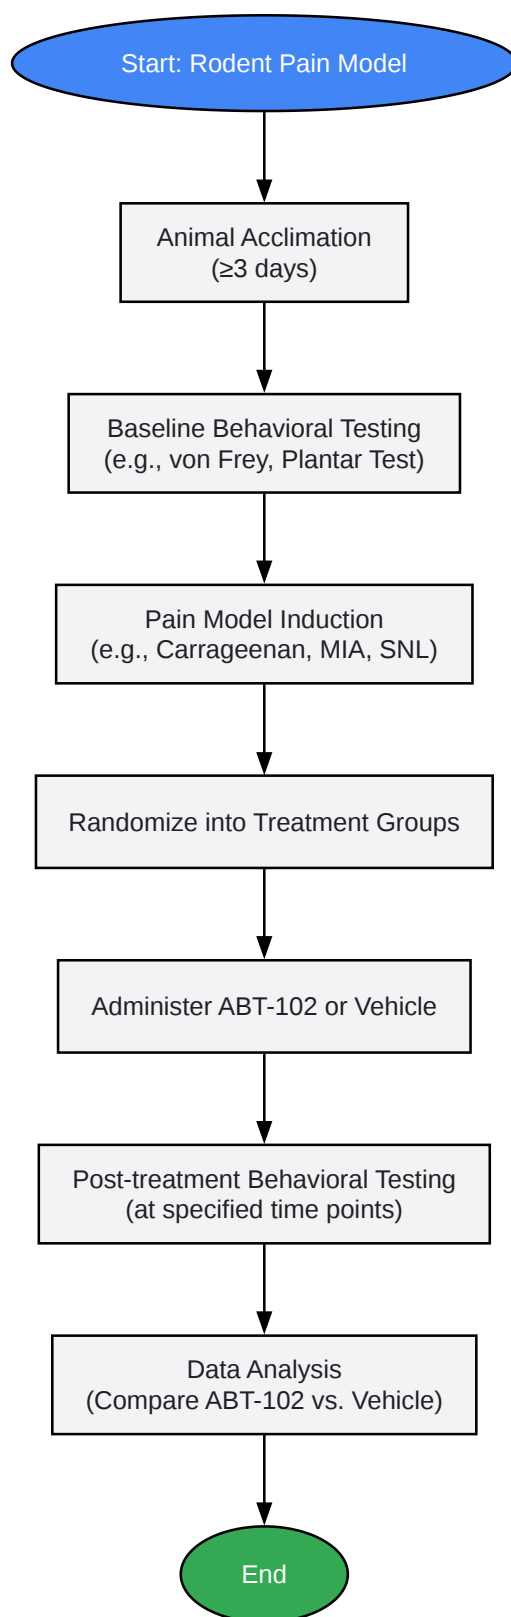 Start: Rodent Pain Model
Animal Acclimation
(≥3 days)
Baseline Behavioral Testing
(e.g., von Frey, Plantar Test)
Pain Model Induction
(e.g., Carrageenan, MIA, SNL)
Randomize into Treatment Groups
Administer ABT-102 or Vehicle
Post-treatment Behavioral Testing
(at specified time points)
Data Analysis
(Compare ABT-102 vs. Vehicle)
End